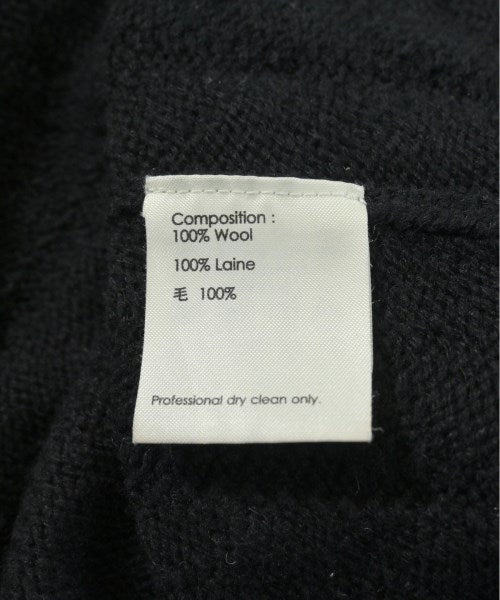 Composition :
100% Wool
100% Laine
毛 100%
Professional dry clean only.